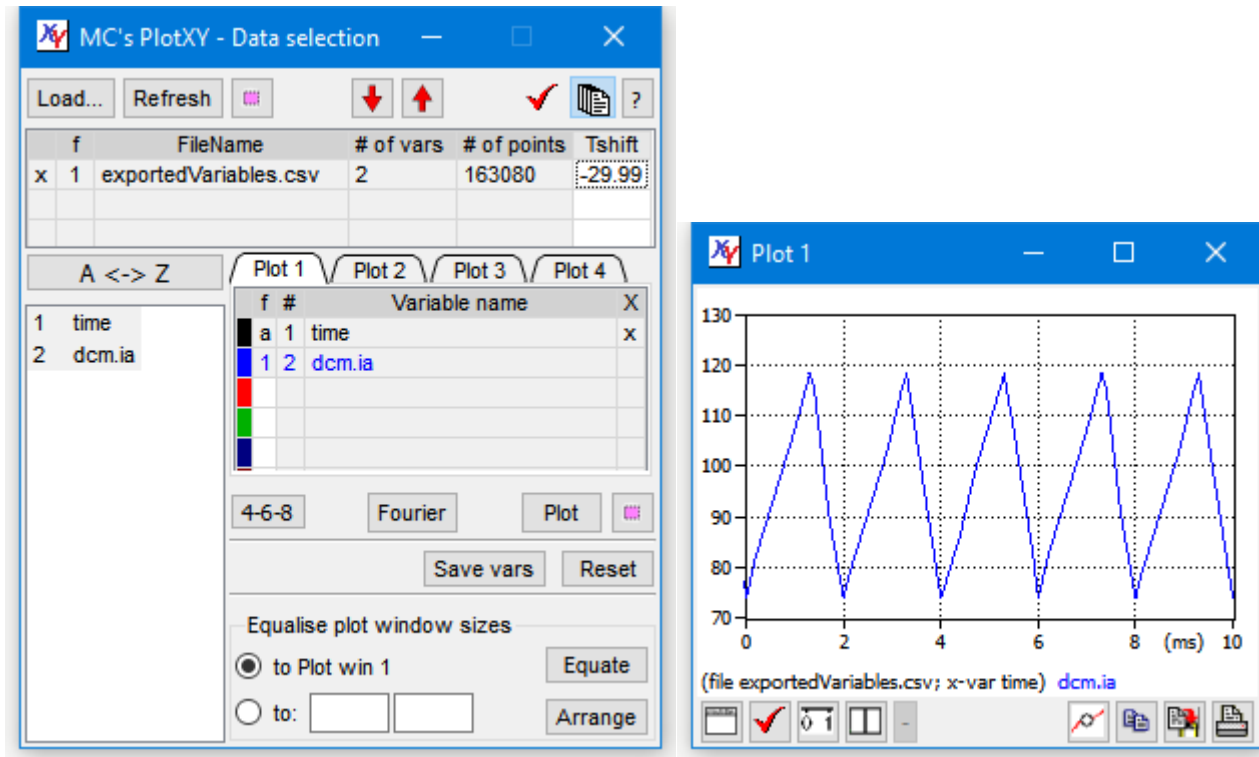 MC's PlotXY - Data selection
Load... Refresh ?
f FileName # of vars # of points Tshift
x 1 exportedVariables.csv 2 163080 -29.99
A <-> Z
1 time
2 dcm.ia
Plot 1 Plot 2 Plot 3 Plot 4
f # Variable name X
a 1 time x
1 2 dcm.ia
4-6-8 Fourier Plot
Save vars Reset
Equalise plot window sizes
to Plot win 1 Equate
to: Arrange
XY Plot 1
130
120
110
100
90
80
70
0 2 4 6 8 (ms) 10
(file exportedVariables.csv; x-var time) dcm.ia
0 1 -